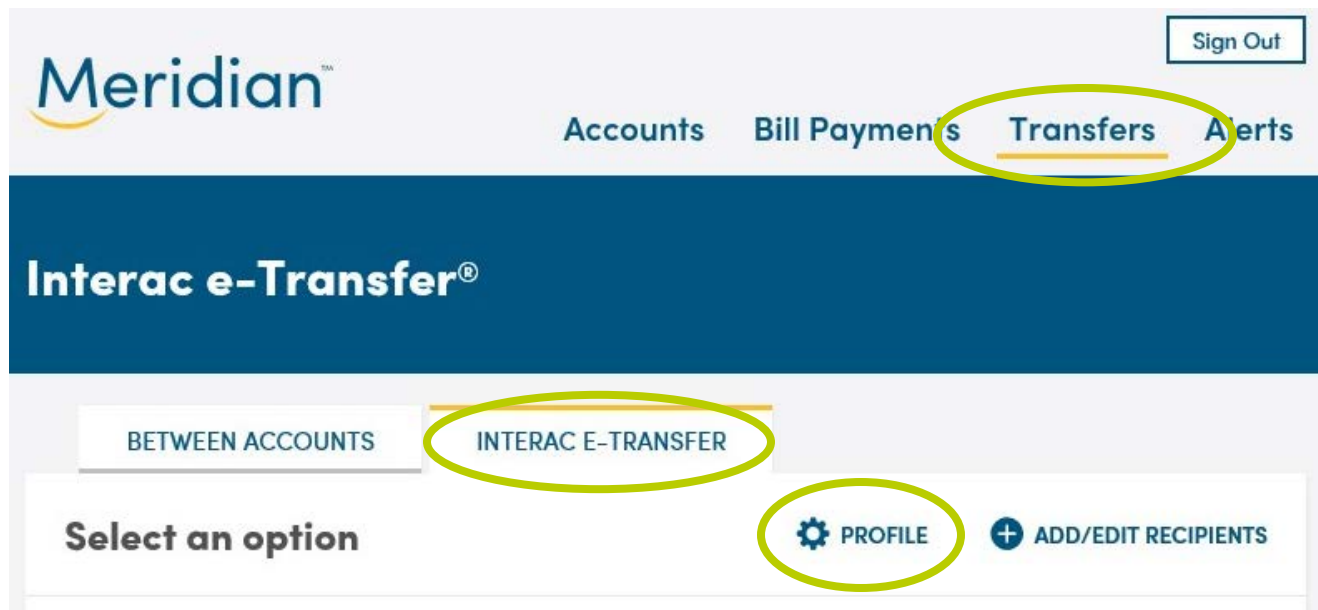 Sign Out
Meridian™
Accounts Bill Payments Transfers Alerts
Interac e-Transfer®
BETWEEN ACCOUNTS INTERAC E-TRANSFER
Select an option PROFILE ADD/EDIT RECIPIENTS